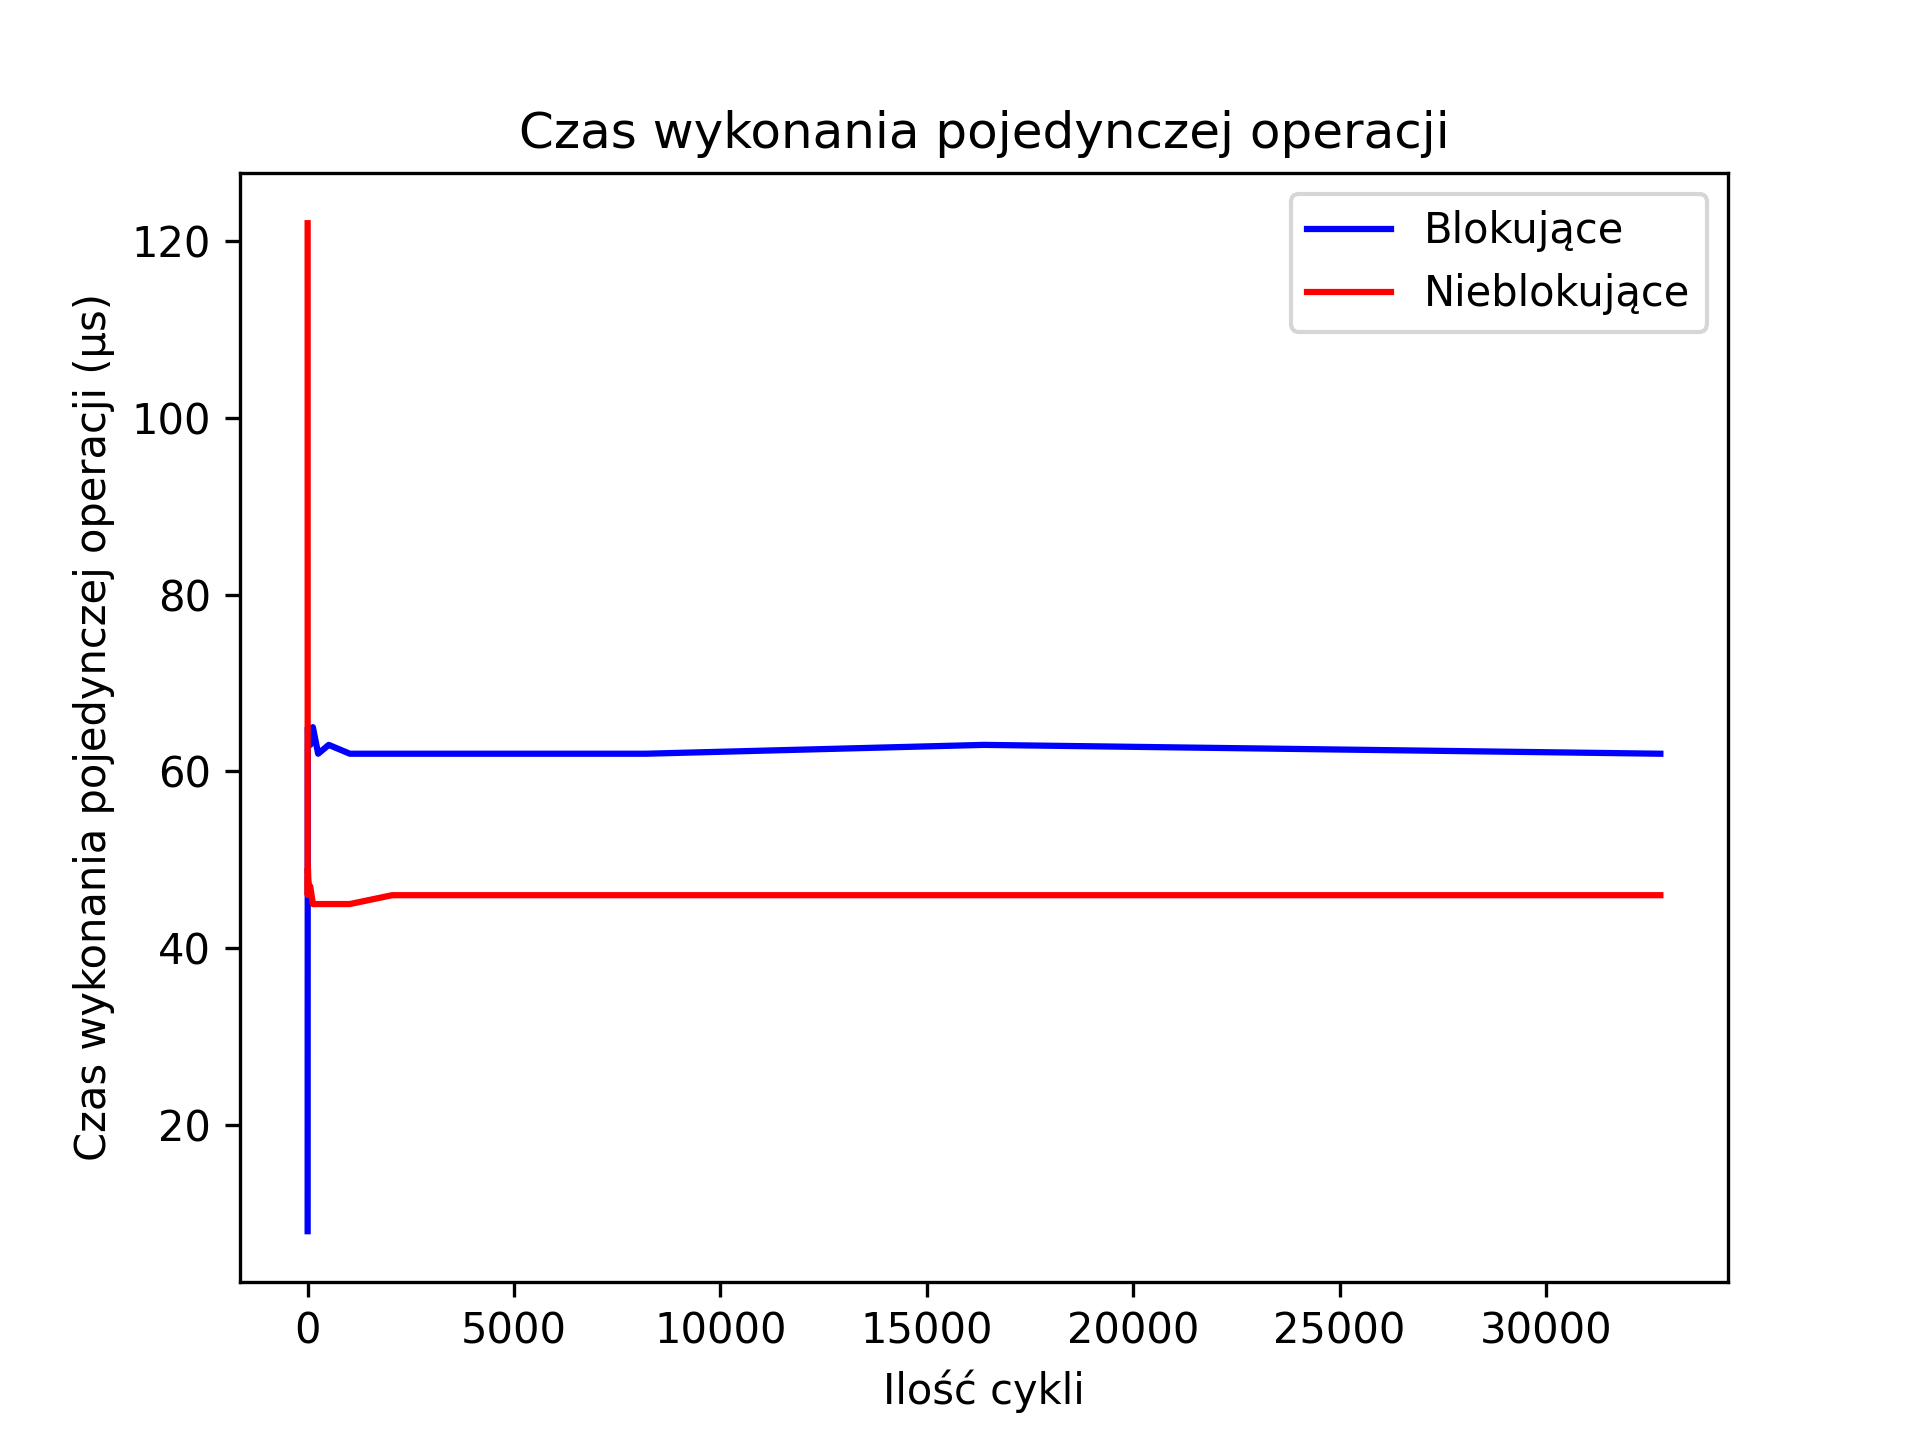 Czas wykonania pojedynczej operacji
Blokujące
Nieblokujące
Czas wykonania pojedynczej operacji (µs)
120
100
80
60
40
20
0 5000 10000 15000 20000 25000 30000
Ilość cykli